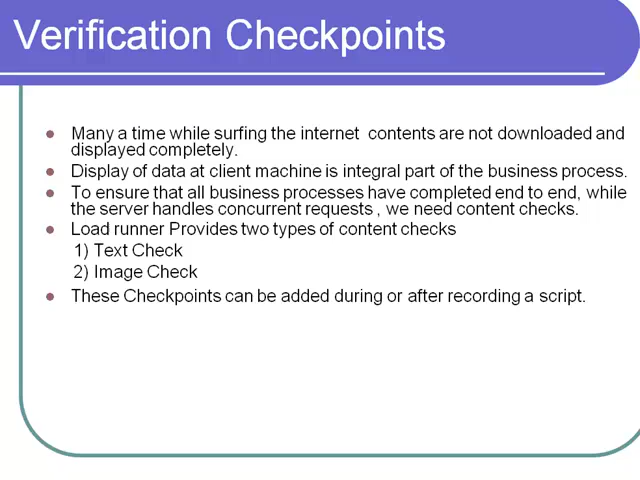 Verification Checkpoints
Many a time while surfing the internet contents are not downloaded and
displayed completely.
Display of data at client machine is integral part of the business process.
To ensure that all business processes have completed end to end, while
the server handles concurrent requests , we need content checks.
Load runner Provides two types of content checks
1) Text Check
2) Image Check
These Checkpoints can be added during or after recording a script.